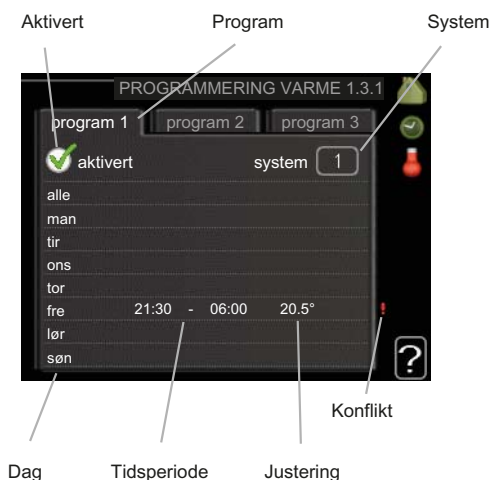 Aktivert Program System
PROGRAMMERING VARME 1.3.1
program 1 program 2 program 3
aktivert system 1
alle
man
tir
ons
tor
fre 21:30 - 06:00 20.5° !
lør
søn
?
Konflikt
Dag Tidsperiode Justering